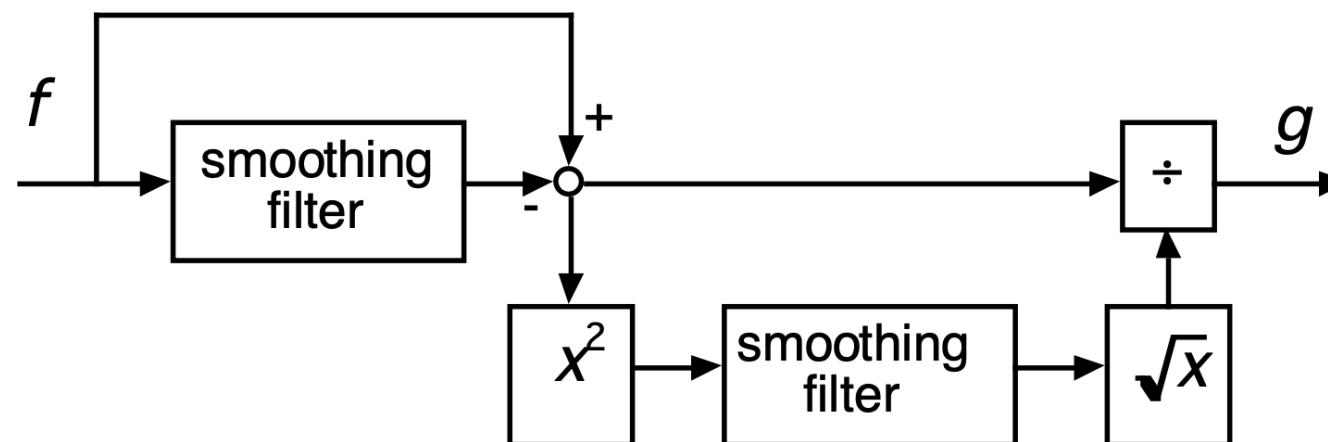 f
+
smoothing
filter
-
÷
g
x²
smoothing
filter
√x